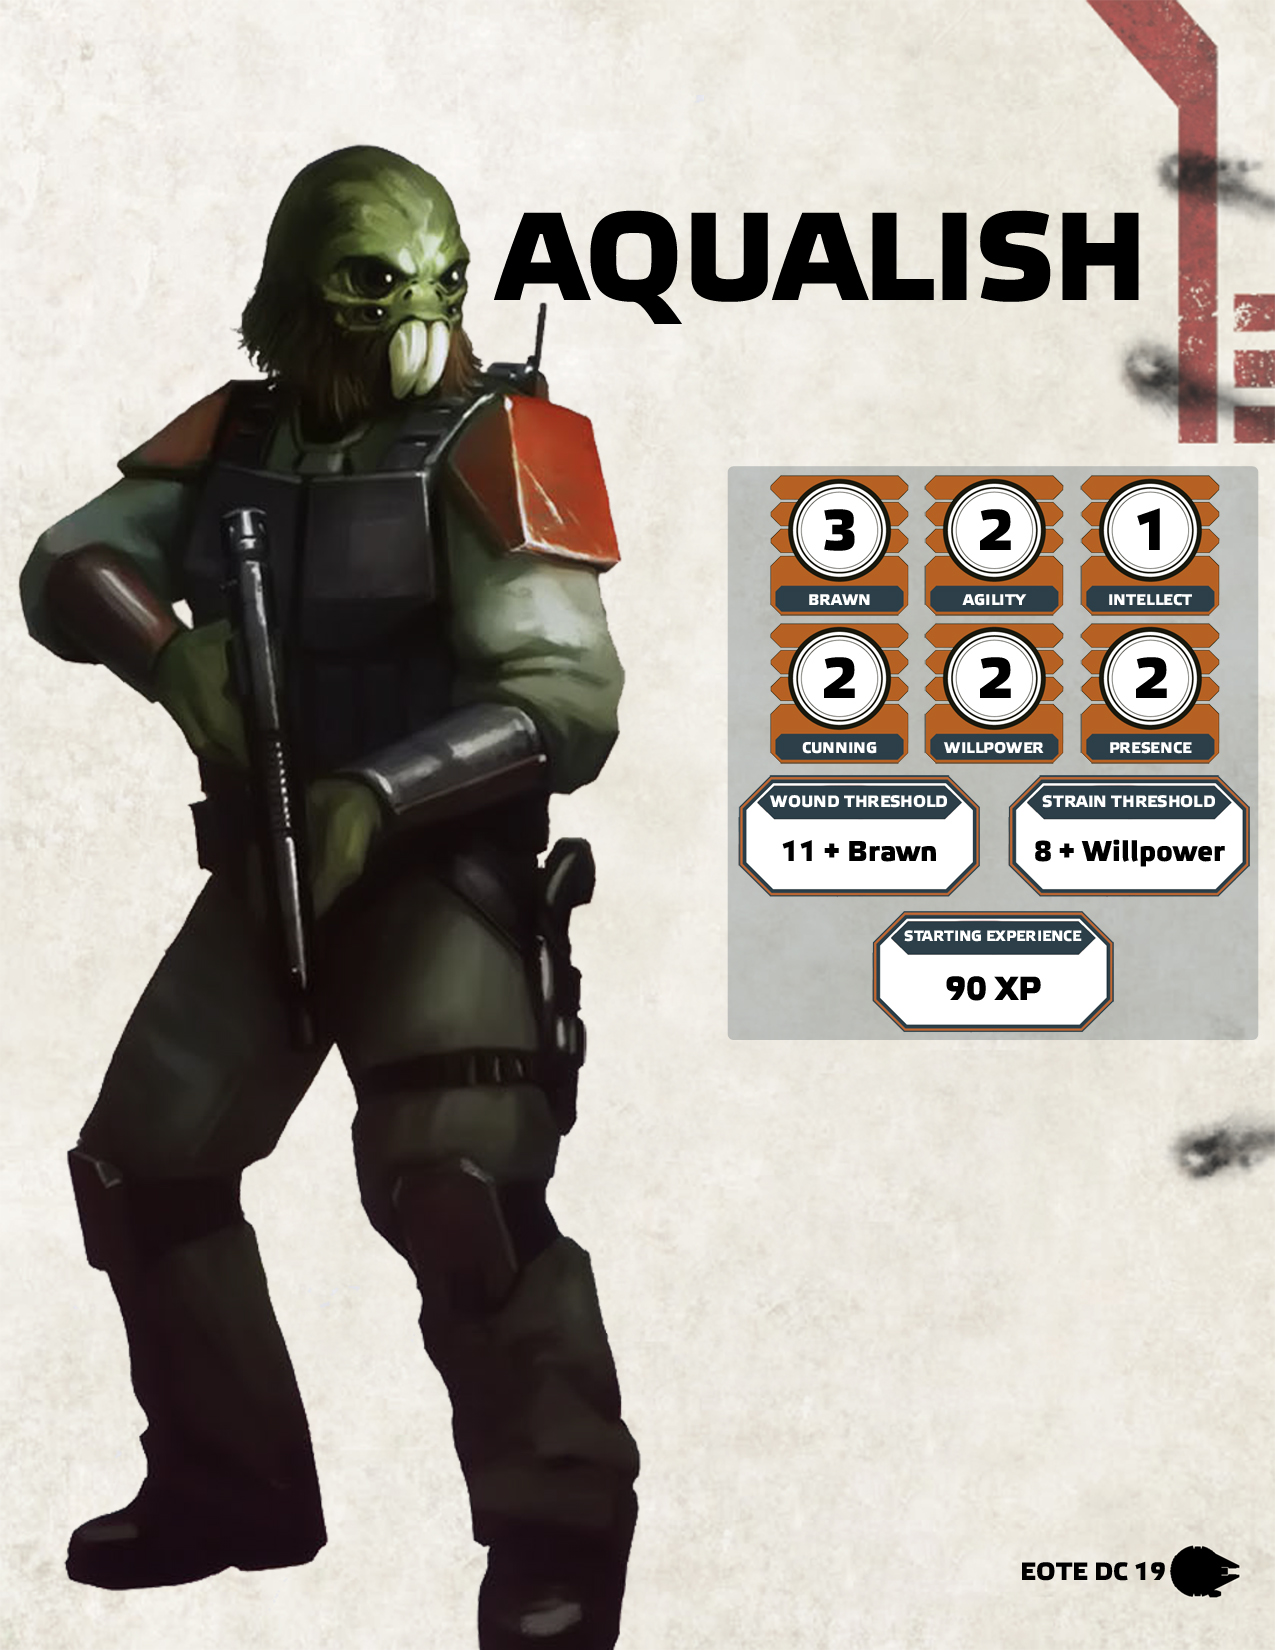 AQUALISH
3 2 1
BRAWN AGILITY INTELLECT
2 2 2
CUNNING WILLPOWER PRESENCE
WOUND THRESHOLD STRAIN THRESHOLD
11 + Brawn 8 + Willpower
STARTING EXPERIENCE
90 XP
EOTE DC 19